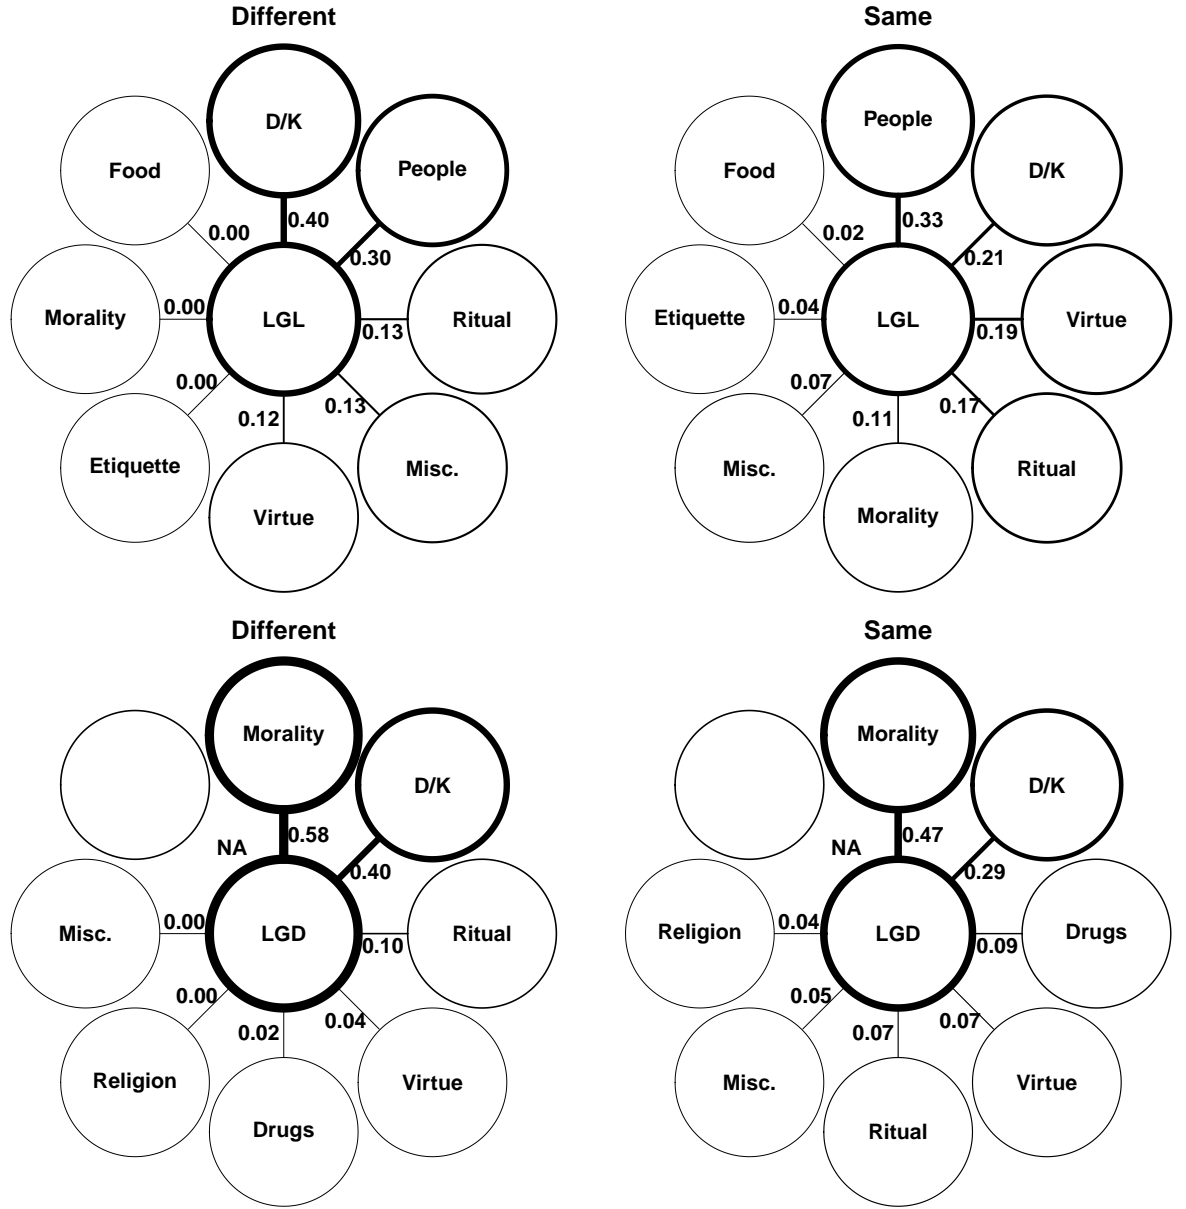 Different
D/K
People
Food
0.40
0.00
0.30
Morality
0.00
LGL
Ritual
0.13
0.00
0.13
0.12
Etiquette
Misc.
Virtue
Same
People
D/K
Food
0.33
0.02
0.21
Etiquette
0.04
LGL
Virtue
0.19
0.07
0.17
0.11
Misc.
Ritual
Morality
Different
Morality
D/K
0.58
NA
0.40
Misc.
0.00
LGD
Ritual
0.10
0.00
0.04
0.02
Religion
Virtue
Drugs
Same
Morality
D/K
0.47
NA
0.29
Religion
0.04
LGD
Drugs
0.09
0.05
0.07
0.07
Misc.
Virtue
Ritual